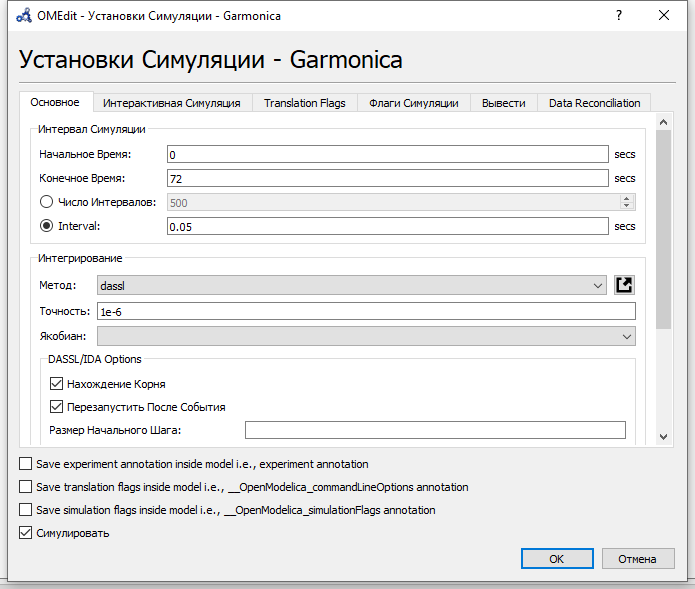 OMEdit - Установки Симуляции - Garmonica
Установки Симуляции - Garmonica
Основное Интерактивная Симуляция Translation Flags Флаги Симуляции Вывести Data Reconciliation
Интервал Симуляции
Начальное Время: 0 secs
Конечное Время: 72 secs
Число Интервалов: 500
Interval: 0.05 secs
Интегрирование
Метод: dassl
Точность: 1e-6
Якобиан:
DASSL/IDA Options
Нахождение Корня
Перезапустить После События
Размер Начального Шага:
Save experiment annotation inside model i.e., experiment annotation
Save translation flags inside model i.e., __OpenModelica_commandLineOptions annotation
Save simulation flags inside model i.e., __OpenModelica_simulationFlags annotation
Симулировать
OK Отмена